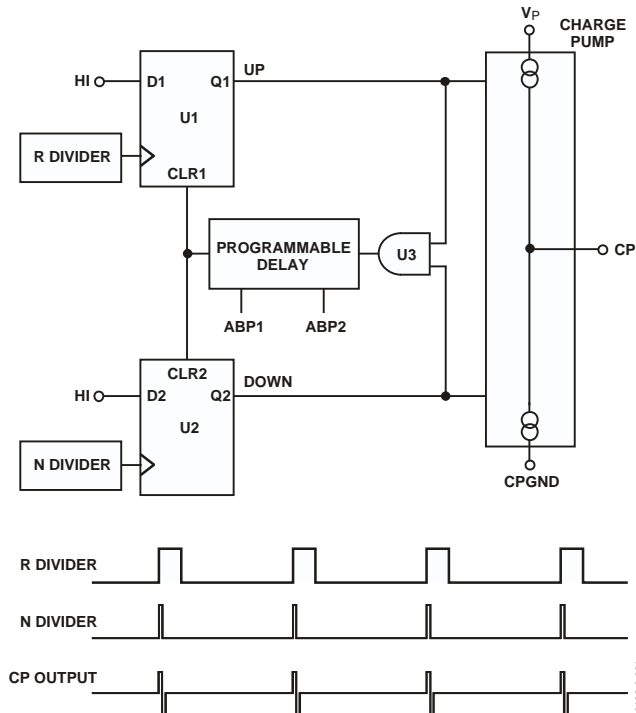 VP
CHARGE
PUMP
HI
D1
Q1
UP
U1
R DIVIDER
CLR1
PROGRAMMABLE
DELAY
U3
CP
ABP1
ABP2
CLR2
DOWN
HI
D2
Q2
U2
N DIVIDER
CPGND
R DIVIDER
N DIVIDER
CP OUTPUT